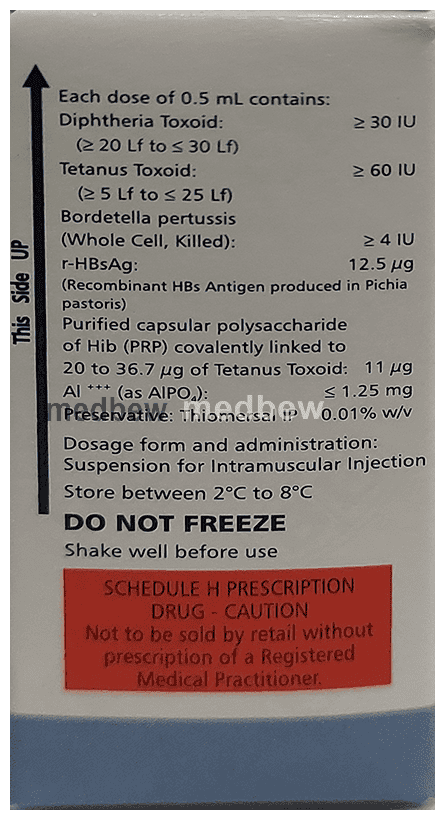 This Side UP
Each dose of 0.5 mL contains:
Diphtheria Toxoid: ≥ 30 IU
(≥ 20 Lf to ≤ 30 Lf)
Tetanus Toxoid: ≥ 60 IU
(≥ 5 Lf to ≤ 25 Lf)
Bordetella pertussis
(Whole Cell, Killed): ≥ 4 IU
r-HBsAg: 12.5 µg
(Recombinant HBs Antigen produced in Pichia
pastoris)
Purified capsular polysaccharide
of Hib (PRP) covalently linked to
20 to 36.7 µg of Tetanus Toxoid: 11 µg
Al +++ (as AlPO₄): ≤ 1.25 mg
medbew medbew
Preservative: Thiomersal IP 0.01% w/v
Dosage form and administration:
Suspension for Intramuscular Injection
Store between 2°C to 8°C
DO NOT FREEZE
Shake well before use
SCHEDULE H PRESCRIPTION
DRUG - CAUTION
Not to be sold by retail without
prescription of a Registered
Medical Practitioner.